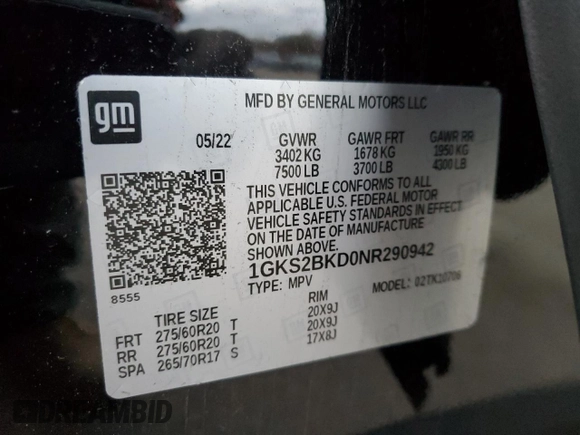 gm
MFD BY GENERAL MOTORS LLC
05/22 GVWR GAWR FRT GAWR RR
3402 KG 1678 KG 1950 KG
7500 LB 3700 LB 4300 LB
THIS VEHICLE CONFORMS TO ALL
APPLICABLE U.S. FEDERAL MOTOR
VEHICLE SAFETY STANDARDS IN EFFECT
ON THE DATE OF MANUFACTURE
SHOWN ABOVE.
1GKS2BKD0NR290942
8555 TYPE: MPV MODEL: 02TK10706
TIRE SIZE RIM
FRT 275/60R20 T 20X9J
RR 275/60R20 T 20X9J
SPA 265/70R17 S 17X8J
DREAMBID